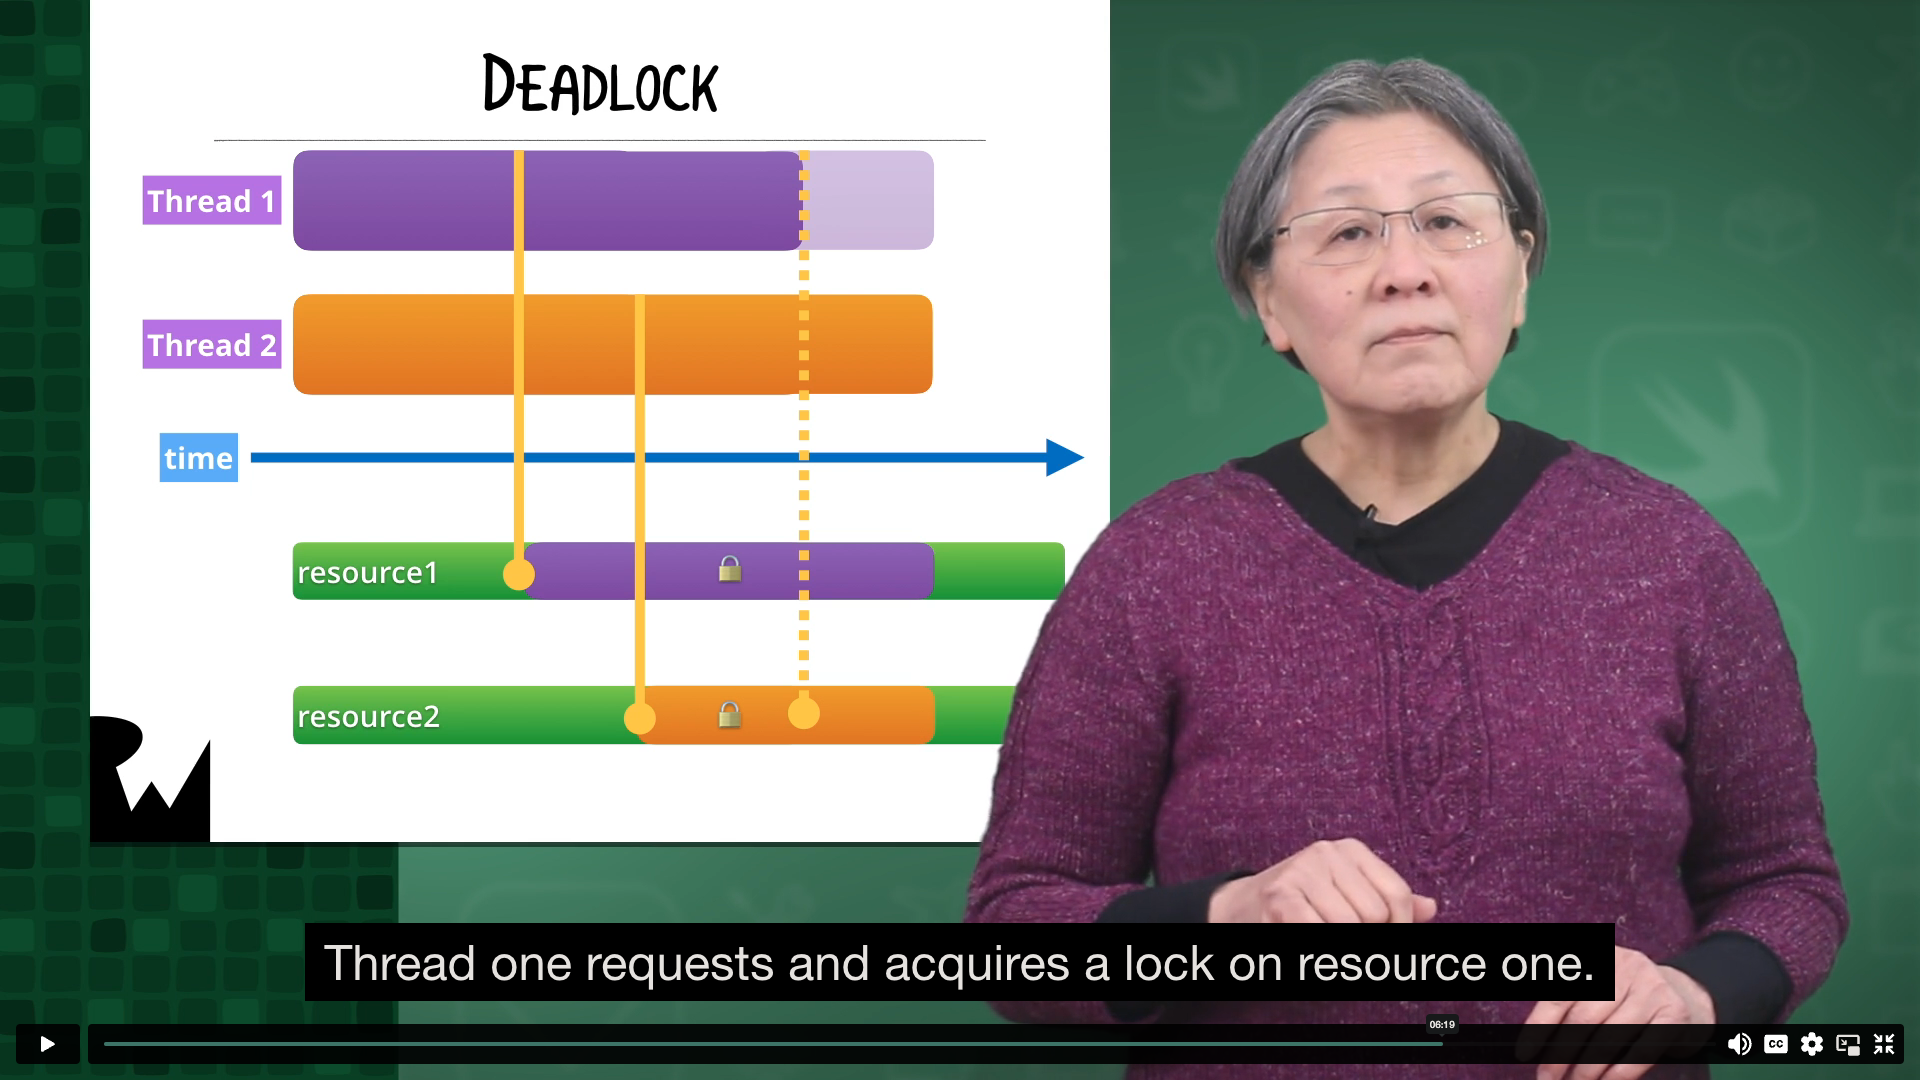 DEADLOCK
Thread 1
Thread 2
time
resource1
resource2
Thread one requests and acquires a lock on resource one.
06:19
CC